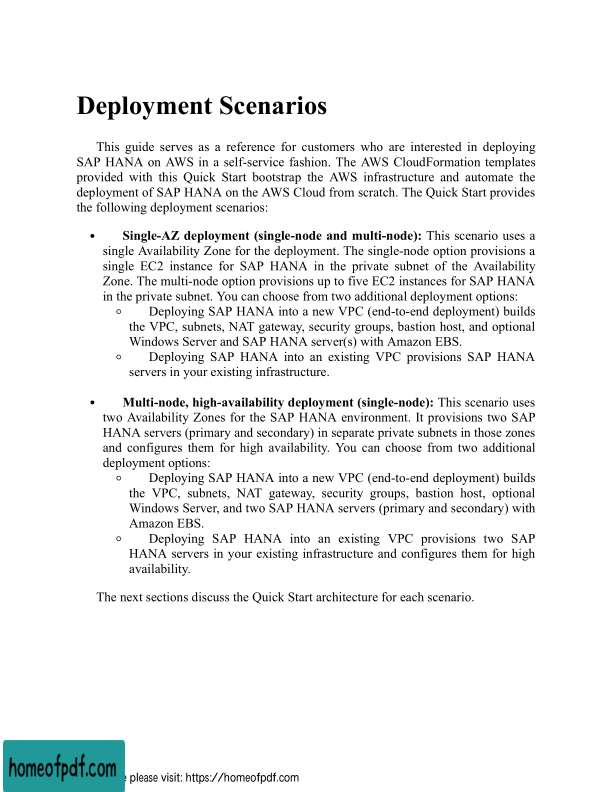 Deployment Scenarios
This guide serves as a reference for customers who are interested in deploying
SAP HANA on AWS in a self-service fashion. The AWS CloudFormation templates
provided with this Quick Start bootstrap the AWS infrastructure and automate the
deployment of SAP HANA on the AWS Cloud from scratch. The Quick Start provides
the following deployment scenarios:
• Single-AZ deployment (single-node and multi-node): This scenario uses a
single Availability Zone for the deployment. The single-node option provisions a
single EC2 instance for SAP HANA in the private subnet of the Availability
Zone. The multi-node option provisions up to five EC2 instances for SAP HANA
in the private subnet. You can choose from two additional deployment options:
○ Deploying SAP HANA into a new VPC (end-to-end deployment) builds
the VPC, subnets, NAT gateway, security groups, bastion host, and optional
Windows Server and SAP HANA server(s) with Amazon EBS.
○ Deploying SAP HANA into an existing VPC provisions SAP HANA
servers in your existing infrastructure.
• Multi-node, high-availability deployment (single-node): This scenario uses
two Availability Zones for the SAP HANA environment. It provisions two SAP
HANA servers (primary and secondary) in separate private subnets in those zones
and configures them for high availability. You can choose from two additional
deployment options:
○ Deploying SAP HANA into a new VPC (end-to-end deployment) builds
the VPC, subnets, NAT gateway, security groups, bastion host, optional
Windows Server, and two SAP HANA servers (primary and secondary) with
Amazon EBS.
○ Deploying SAP HANA into an existing VPC provisions two SAP
HANA servers in your existing infrastructure and configures them for high
availability.
The next sections discuss the Quick Start architecture for each scenario.
homeofpdf.com
please visit: https://homeofpdf.com